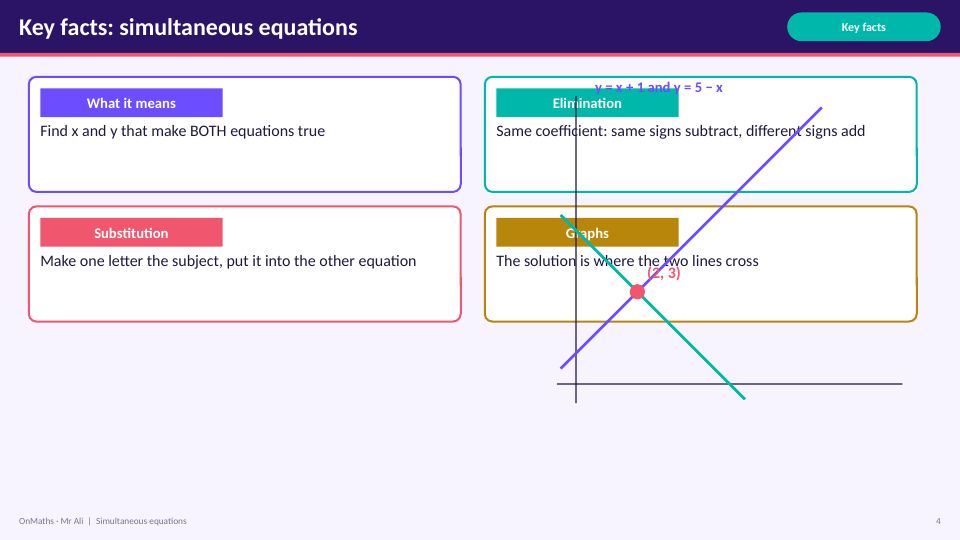 Key facts: simultaneous equations
Key facts
What it means
Find x and y that make BOTH equations true
y = x + 1 and y = 5 − x
Elimination
Same coefficient: same signs subtract, different signs add
Substitution
Make one letter the subject, put it into the other equation
Graphs
The solution is where the two lines cross
(2, 3)
OnMaths - Mr Ali | Simultaneous equations
4